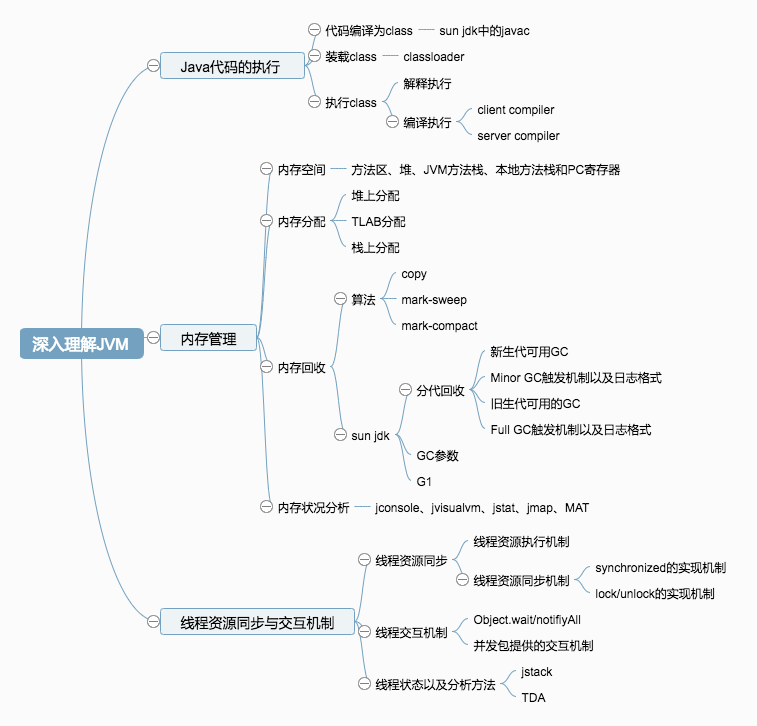 代码编译为class
sun jdk中的javac
装载class
classloader
Java代码的执行
解释执行
执行class
client compiler
编译执行
server compiler
内存空间
方法区、堆、JVM方法栈、本地方法栈和PC寄存器
堆上分配
内存分配
TLAB分配
栈上分配
copy
算法
mark-sweep
mark-compact
深入理解JVM
内存管理
新生代可用GC
内存回收
Minor GC触发机制以及日志格式
分代回收
旧生代可用的GC
Full GC触发机制以及日志格式
sun jdk
GC参数
G1
内存状况分析
jconsole、jvisualvm、jstat、jmap、MAT
线程资源执行机制
线程资源同步
synchronized的实现机制
线程资源同步机制
lock/unlock的实现机制
线程资源同步与交互机制
Object.wait/notifiyAll
线程交互机制
并发包提供的交互机制
jstack
线程状态以及分析方法
TDA